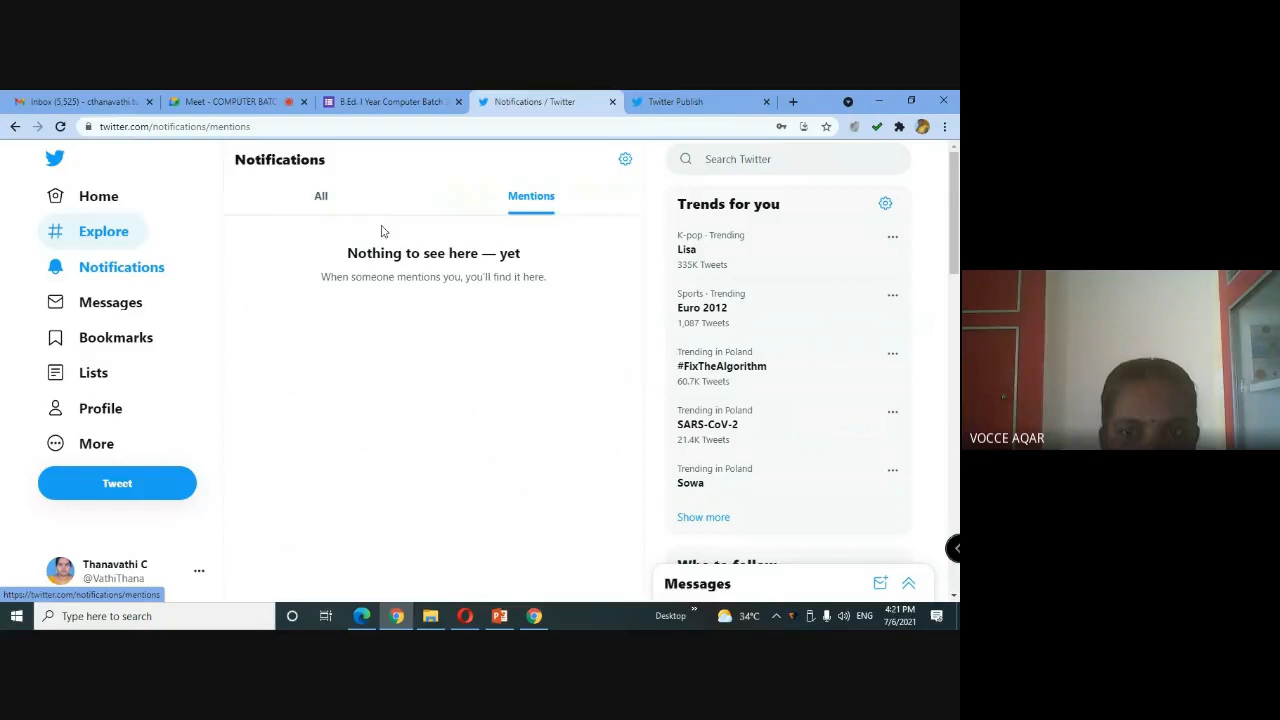 Inbox (5,525) - cthanavathi.t
Meet - COMPUTER BATC
B.Ed. I Year Computer Batch
Notifications / Twitter
Twitter Publish
twitter.com/notifications/mentions
Home
Explore
Notifications
Messages
Bookmarks
Lists
Profile
More
Tweet
Thanavathi C
@VathiThana
https://twitter.com/notifications/mentions
Notifications
All
Mentions
Nothing to see here — yet
When someone mentions you, you'll find it here.
Search Twitter
Trends for you
K-pop · Trending
Lisa
335K Tweets
Sports · Trending
Euro 2012
1,087 Tweets
Trending in Poland
#FixTheAlgorithm
60.7K Tweets
Trending in Poland
SARS-CoV-2
21.4K Tweets
Trending in Poland
Sowa
Show more
Who to follow
Messages
VOCCE AQAR
Type here to search
Desktop
34°C
ENG
4:21 PM
7/6/2021